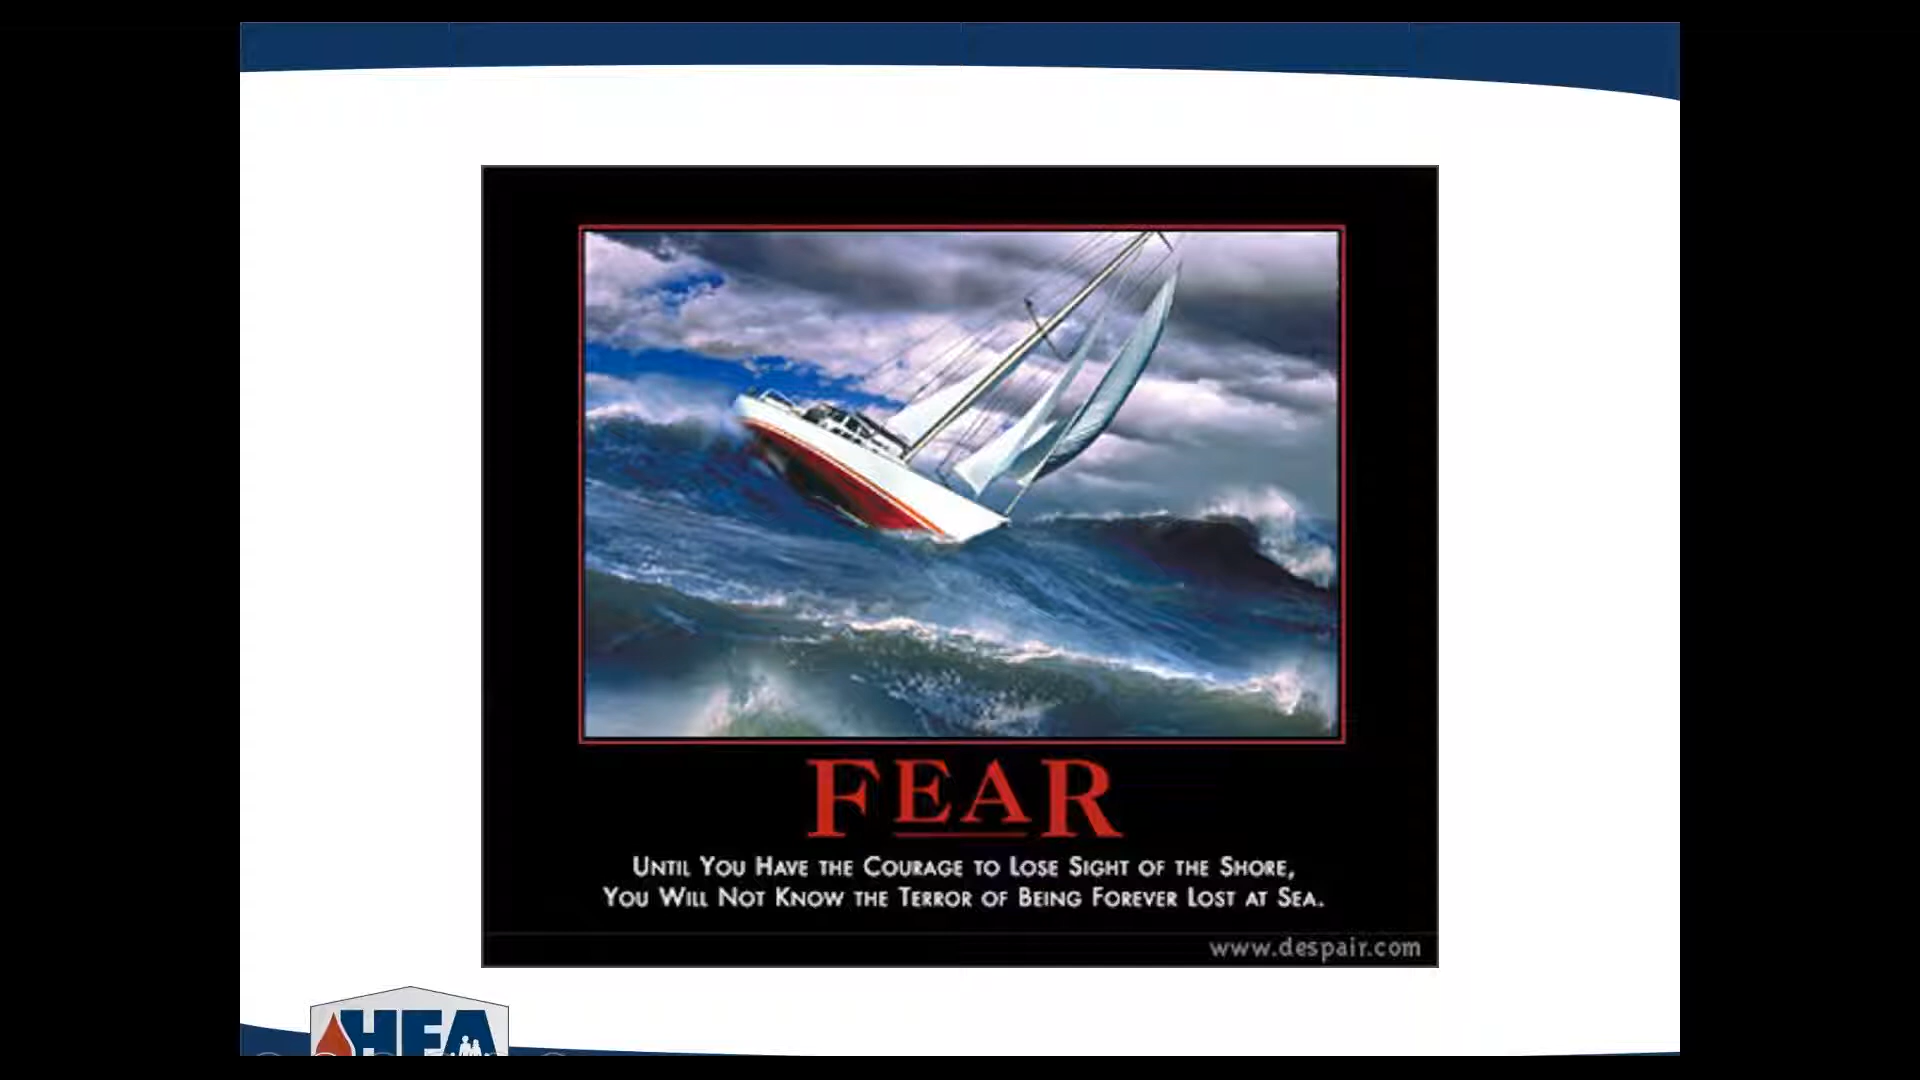 FEAR
UNTIL YOU HAVE THE COURAGE TO LOSE SIGHT OF THE SHORE,
YOU WILL NOT KNOW THE TERROR OF BEING FOREVER LOST AT SEA.
www.despair.com
HFA